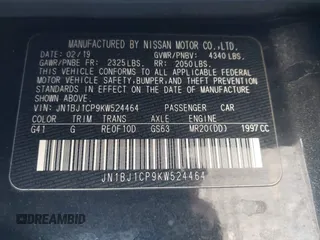 MANUFACTURED BY NISSAN MOTOR CO., LTD.
DATE: 02/19 GVWR/PNBV: 4340 LBS.
GAWR/PNBE FR: 2325 LBS. RR: 2050 LBS.
THIS VEHICLE CONFORMS TO ALL APPLICABLE
FEDERAL MOTOR VEHICLE SAFETY, BUMPER, AND
THEFT PREVENTION STANDARDS IN EFFECT ON
THE DATE OF MANUFACTURE SHOWN ABOVE.
JN1BJ1CP9KW524464 PASSENGER CAR
COLOR TRIM TRANS AXLE ENGINE
G41 G RE0F10D GS63 MR20(DD) 1997CC
JN1BJ1CP9KW524464
DREAMBID